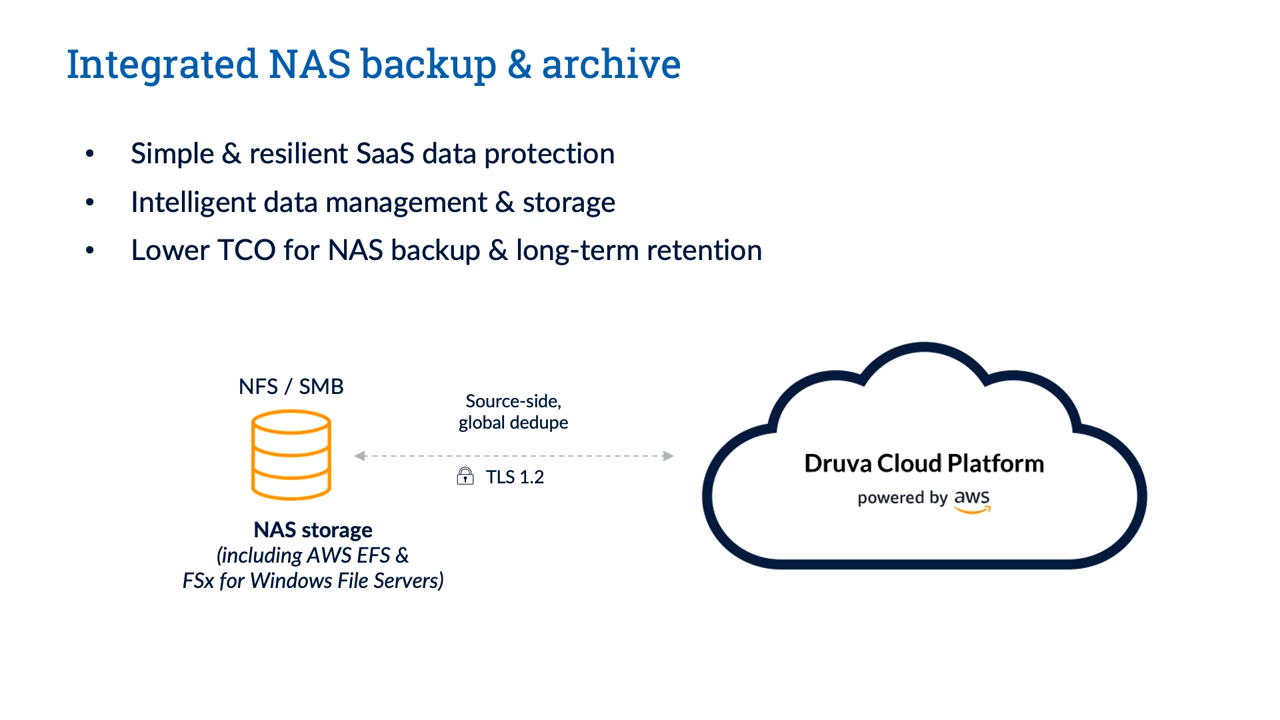 Integrated NAS backup & archive
• Simple & resilient SaaS data protection
• Intelligent data management & storage
• Lower TCO for NAS backup & long-term retention
NFS / SMB
Source-side,
global dedupe
TLS 1.2
NAS storage
(including AWS EFS &
FSx for Windows File Servers)
Druva Cloud Platform
powered by aws